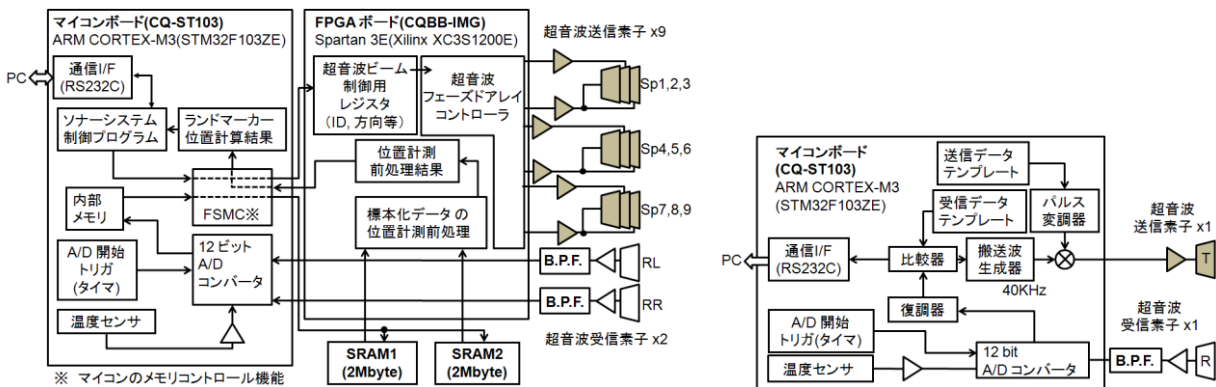 マイコンボード(CQ-ST103)
ARM CORTEX-M3(STM32F103ZE)
PC
通信I/F
(RS232C)
ソナーシステム
制御プログラム
ランドマーカー
位置計算結果
内部
メモリ
FSMC※
A/D 開始
トリガ
(タイマ)
12 ビット
A/D
コンバータ
温度センサ
※ マイコンのメモリコントロール機能
FPGA ボード(CQBB-IMG)
Spartan 3E(Xilinx XC3S1200E)
超音波ビーム
制御用
レジスタ
(ID, 方向等)
超音波
フェーズドアレイ
コントローラ
位置計測
前処理結果
標本化データ の
位置計測前処理
B.P.F.
B.P.F.
SRAM1
(2Mbyte)
SRAM2
(2Mbyte)
超音波送信素子 x9
Sp1,2,3
Sp4,5,6
Sp7,8,9
RL
RR
超音波受信素子 x2
マイコンボード
(CQ-ST103)
ARM CORTEX-M3
(STM32F103ZE)
送信データ
テンプレート
受信データ
テンプレート
パルス
変調器
PC
通信I/F
(RS232C)
比較器
搬送波
生成器
40KHz
復調器
A/D 開始
トリガ(タイマ)
温度センサ
12 bit
A/D コンバータ
超音波
送信素子 x1
T
超音波
受信素子 x1
B.P.F.
R